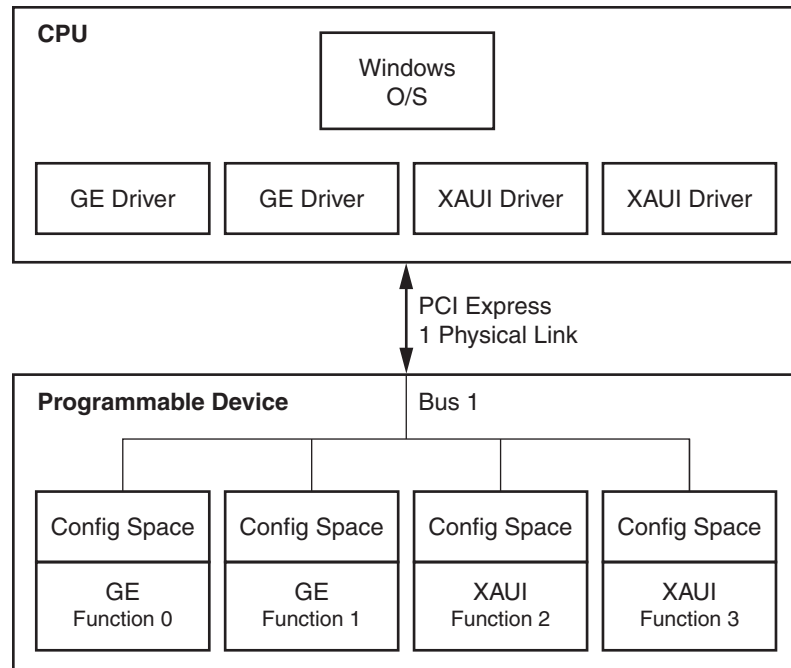 CPU
Windows
O/S
GE Driver
GE Driver
XAUI Driver
XAUI Driver
PCI Express
1 Physical Link
Programmable Device
Bus 1
Config Space
Config Space
Config Space
Config Space
GE
Function 0
GE
Function 1
XAUI
Function 2
XAUI
Function 3